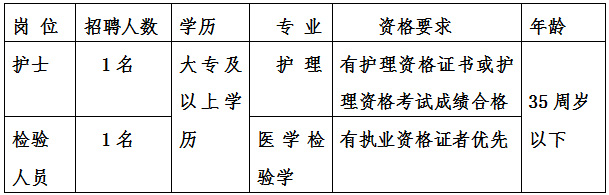 岗 位 招聘人数 学历 专 业 资格要求 年龄
护士 1名 大专及以上学历 护 理 有护理资格证书或护理资格考试成绩合格 35周岁以下
检验人员 1名 医学检验学 有执业资格证者优先